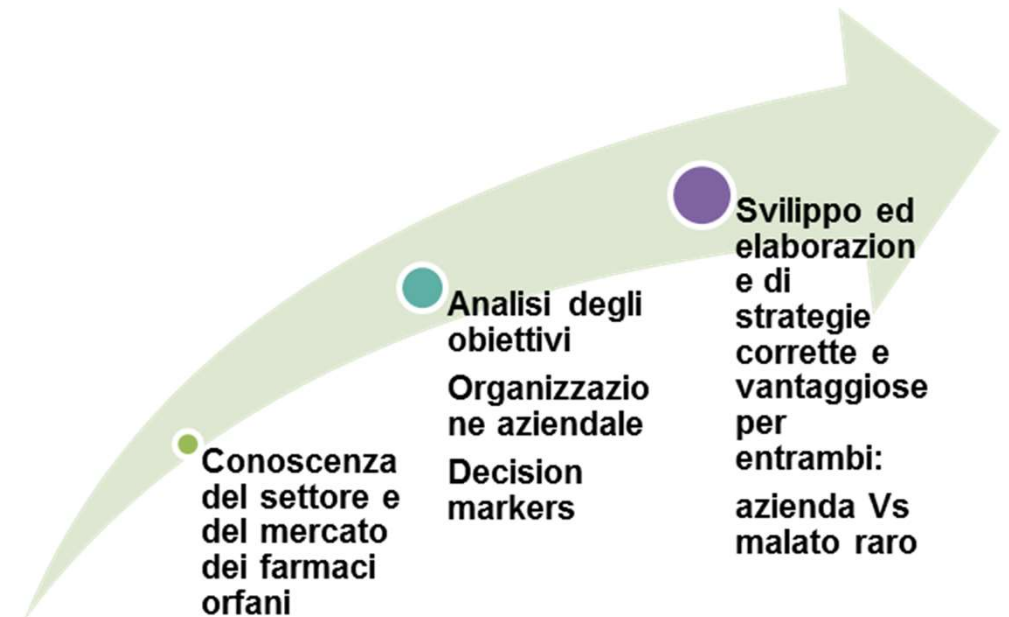 Conoscenza
del settore e
del mercato
dei farmaci
orfani
Analisi degli
obiettivi
Organizzazio
ne aziendale
Decision
markers
Sviluppo ed
elaborazion
e di
strategie
corrette e
vantaggiose
per
entrambi:
azienda Vs
malato raro